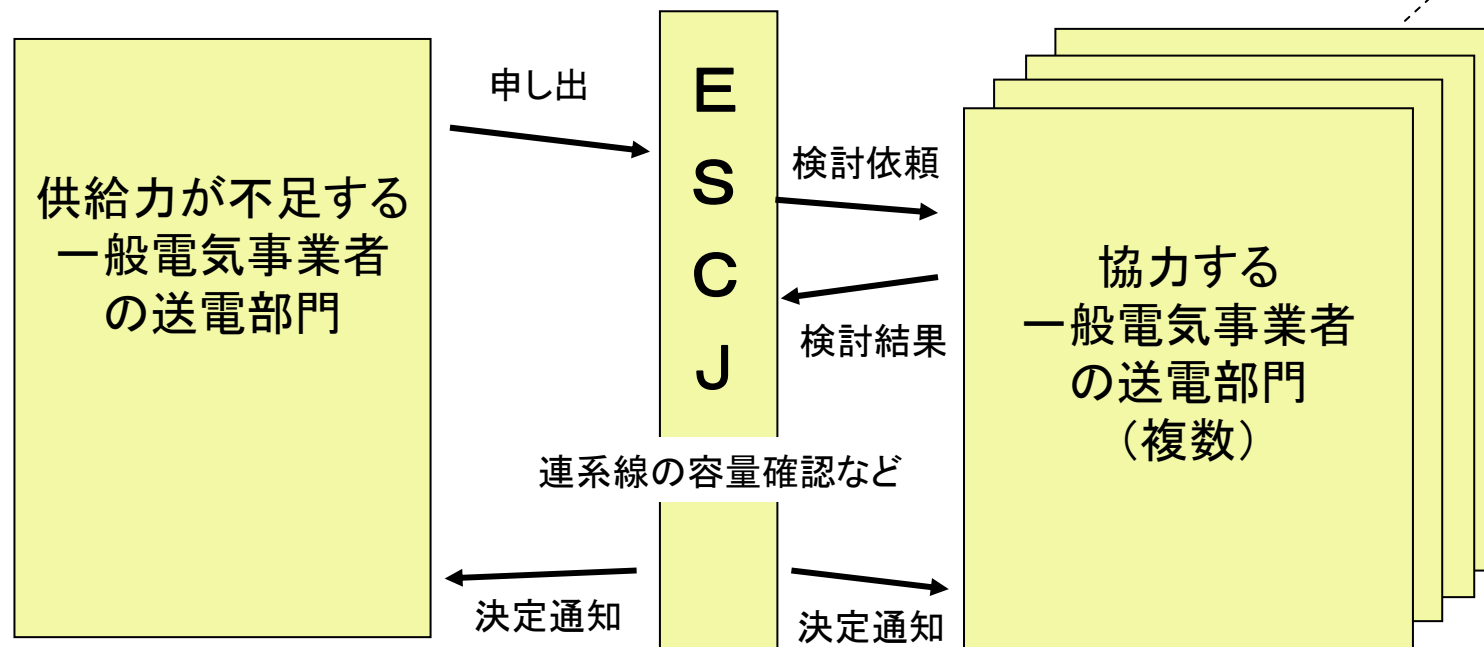 供給力が不足する
一般電気事業者
の送電部門
申し出
E
S
C
J
検討依頼
検討結果
連系線の容量確認など
決定通知
決定通知
協力する
一般電気事業者
の送電部門
（複数）